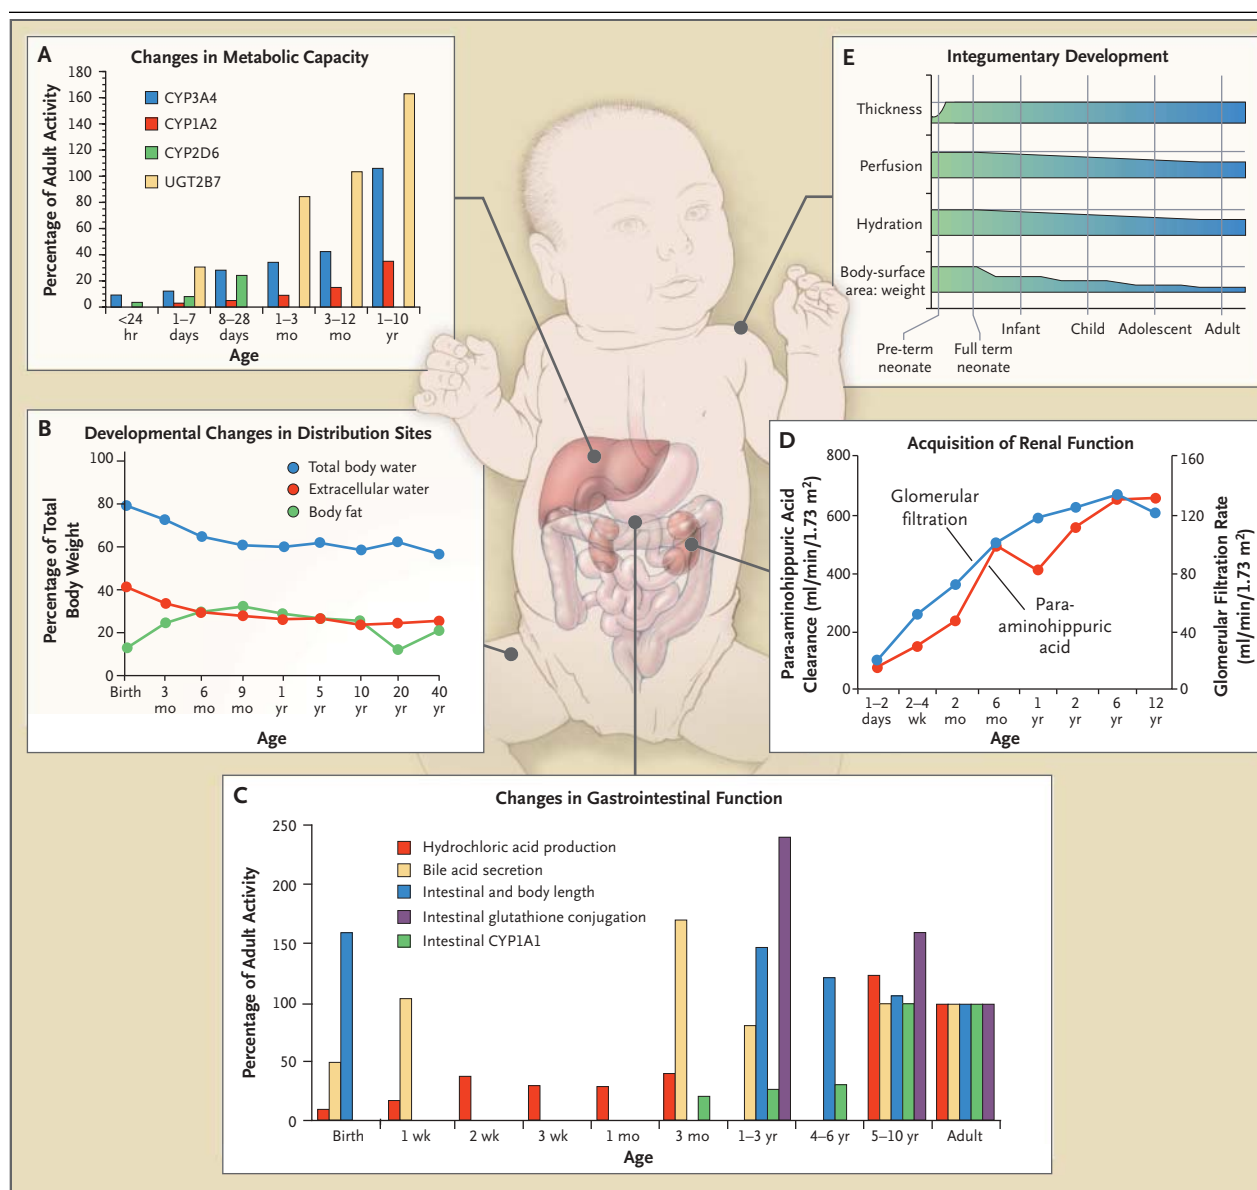 A
Changes in Metabolic Capacity
Percentage of Adult Activity
180
160
140
120
100
80
60
40
20
0
CYP3A4
CYP1A2
CYP2D6
UGT2B7
<24 hr
1–7 days
8–28 days
1–3 mo
3–12 mo
1–10 yr
Age
E
Integumentary Development
Thickness
Perfusion
Hydration
Body-surface
area: weight
Infant
Child
Adolescent
Adult
Pre-term
neonate
Full term
neonate
B
Developmental Changes in Distribution Sites
Percentage of Total
Body Weight
100
80
60
40
20
0
Total body water
Extracellular water
Body fat
Birth
3 mo
6 mo
9 mo
1 yr
5 yr
10 yr
20 yr
40 yr
Age
D
Acquisition of Renal Function
Para-aminohippuric Acid
Clearance (ml/min/1.73 m²)
800
600
400
200
0
Glomerular
filtration
Para-
aminohippuric
acid
160
120
80
40
0
Glomerular Filtration Rate
(ml/min/1.73 m²)
1–2 days
2–4 wk
2 mo
6 mo
1 yr
2 yr
6 yr
12 yr
Age
C
Changes in Gastrointestinal Function
Percentage of Adult Activity
250
200
150
100
50
0
Hydrochloric acid production
Bile acid secretion
Intestinal and body length
Intestinal glutathione conjugation
Intestinal CYP1A1
Birth
1 wk
2 wk
3 wk
1 mo
3 mo
1–3 yr
4–6 yr
5–10 yr
Adult
Age